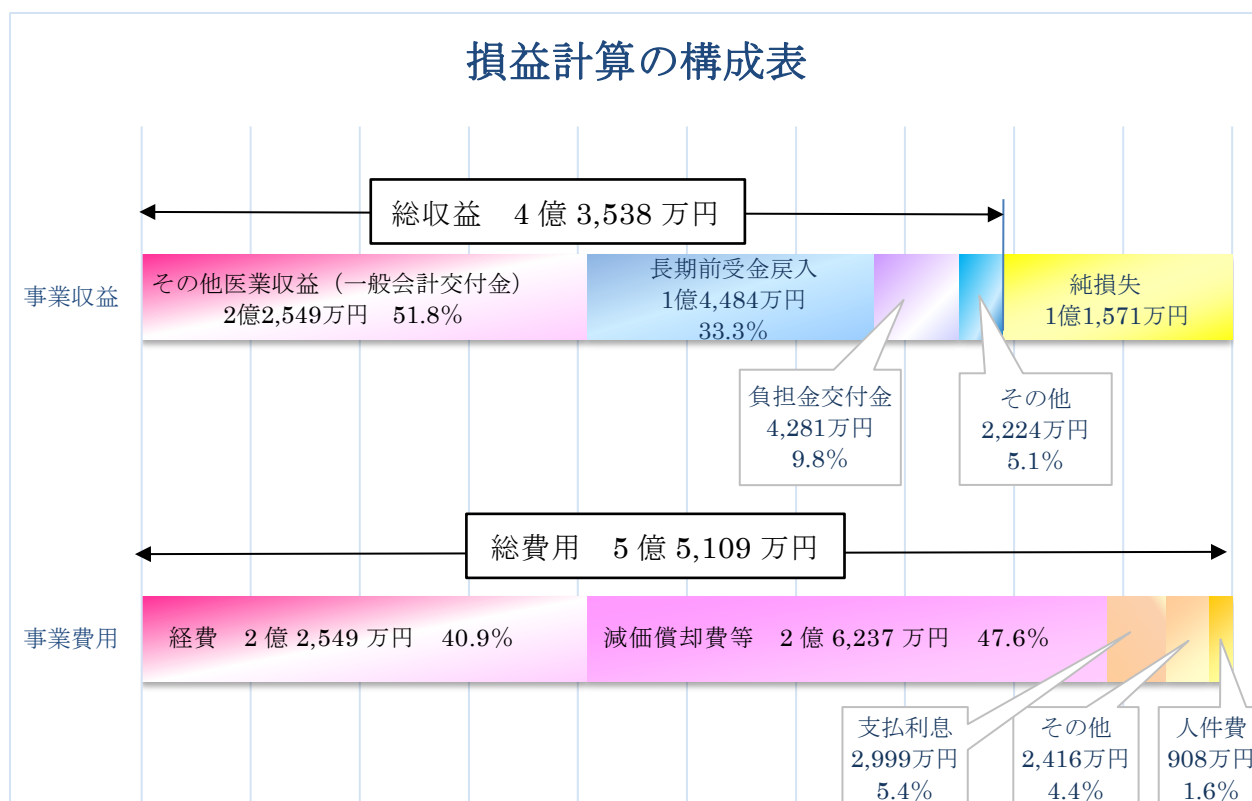 損益計算の構成表
総収益 4億3,538万円
事業収益
その他医業収益(一般会計交付金)
2億2,549万円 51.8%
長期前受金戻入
1億4,484万円
33.3%
純損失
1億1,571万円
負担金交付金
4,281万円
9.8%
その他
2,224万円
5.1%
総費用 5億5,109万円
事業費用
経費 2億2,549万円 40.9%
減価償却費等 2億6,237万円 47.6%
支払利息
2,999万円
5.4%
その他
2,416万円
4.4%
人件費
908万円
1.6%